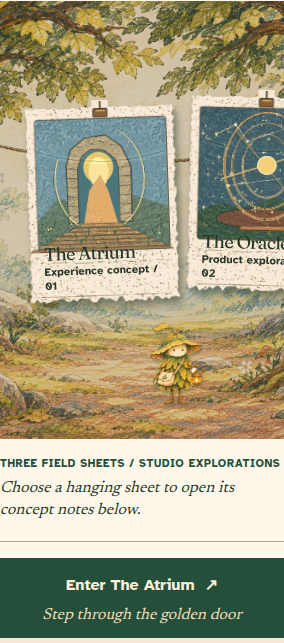 The Atrium
Experience concept /
01
The Oracle
Product explora
02
THREE FIELD SHEETS / STUDIO EXPLORATIONS
Choose a hanging sheet to open its
concept notes below.
Enter The Atrium ↗
Step through the golden door